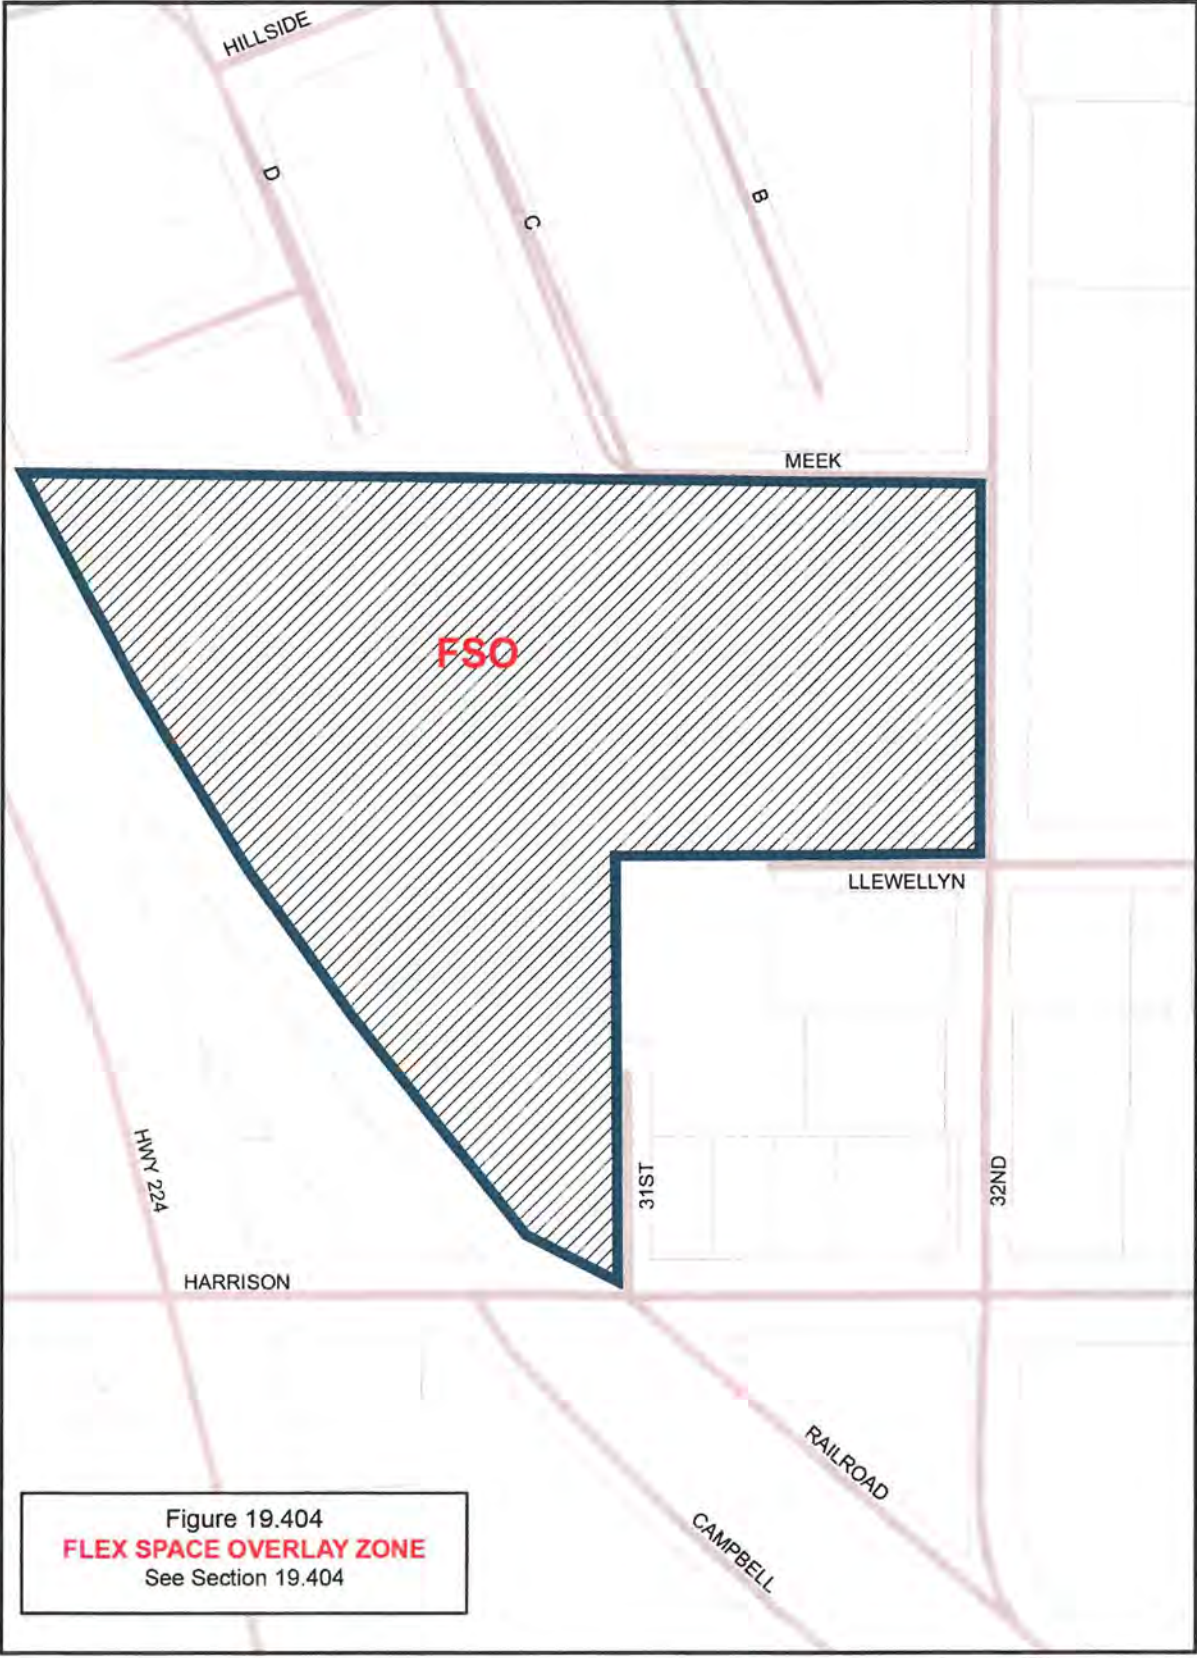 HILLSIDE
D
C
B
MEEK
FSO
LLEWELLYN
HWY 224
31ST
32ND
HARRISON
RAILROAD
CAMPBELL
Figure 19.404
FLEX SPACE OVERLAY ZONE
See Section 19.404